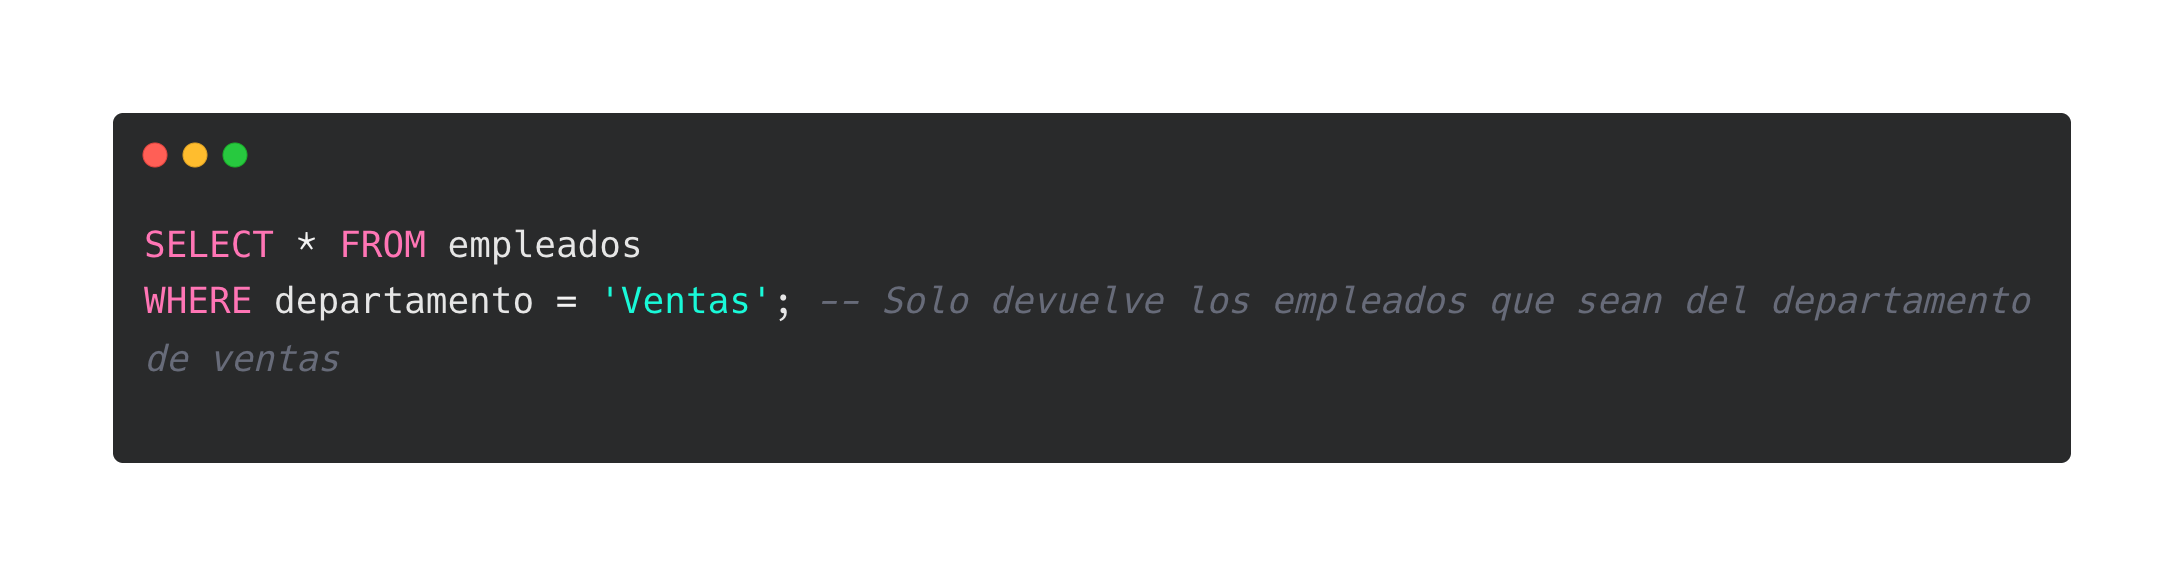 SELECT * FROM empleados
WHERE departamento = 'Ventas'; -- Solo devuelve los empleados que sean del departamento
de ventas